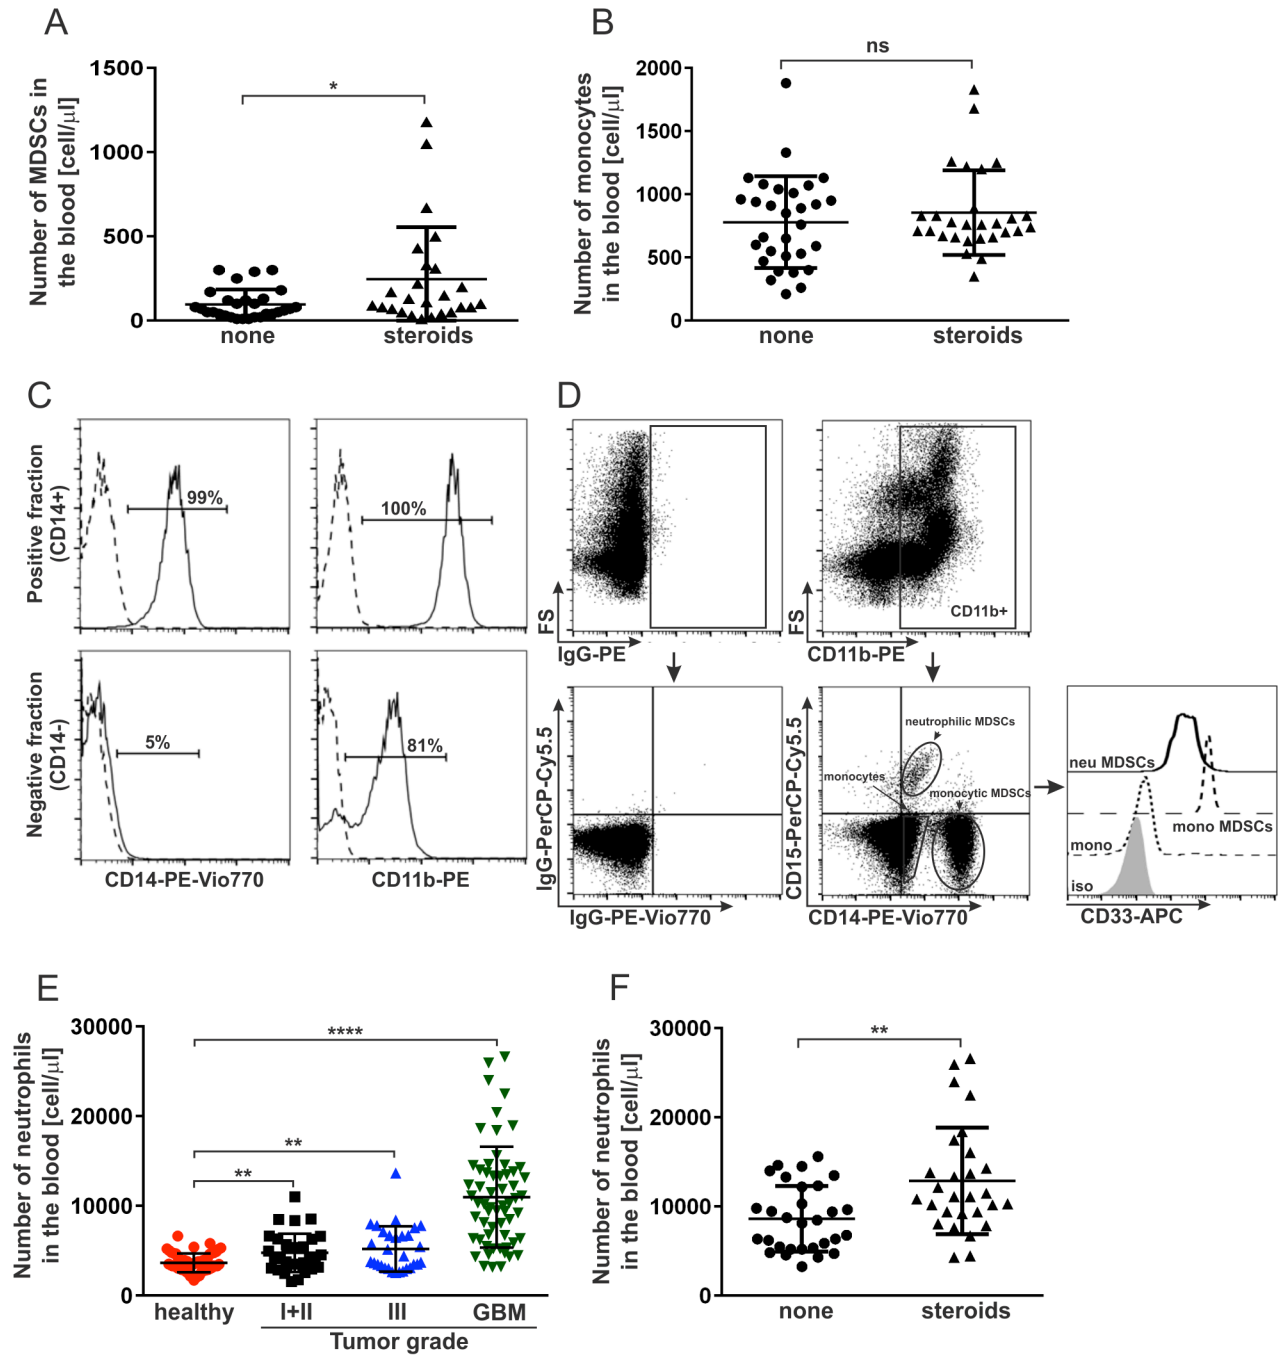 A
Number of MDSCs in
the blood [cell/µl]
1500
1000
500
0
*
none
steroids
B
Number of monocytes
in the blood [cell/µl]
2000
1500
1000
500
0
ns
none
steroids
C
Positive fraction
(CD14+)
99%
100%
Negative fraction
(CD14-)
5%
81%
CD14-PE-Vio770
CD11b-PE
D
FS
IgG-PE
FS
CD11b+
CD11b-PE
IgG-PerCP-Cy5.5
IgG-PE-Vio770
CD15-PerCP-Cy5.5
neutrophilic MDSCs
monocytes
monocytic MDSCs
CD14-PE-Vio770
neu MDSCs
mono MDSCs
mono
iso
CD33-APC
E
Number of neutrophils
in the blood [cell/µl]
30000
20000
10000
0
****
**
**
healthy
I+II
III
GBM
Tumor grade
F
Number of neutrophils
in the blood [cell/µl]
30000
20000
10000
0
**
none
steroids